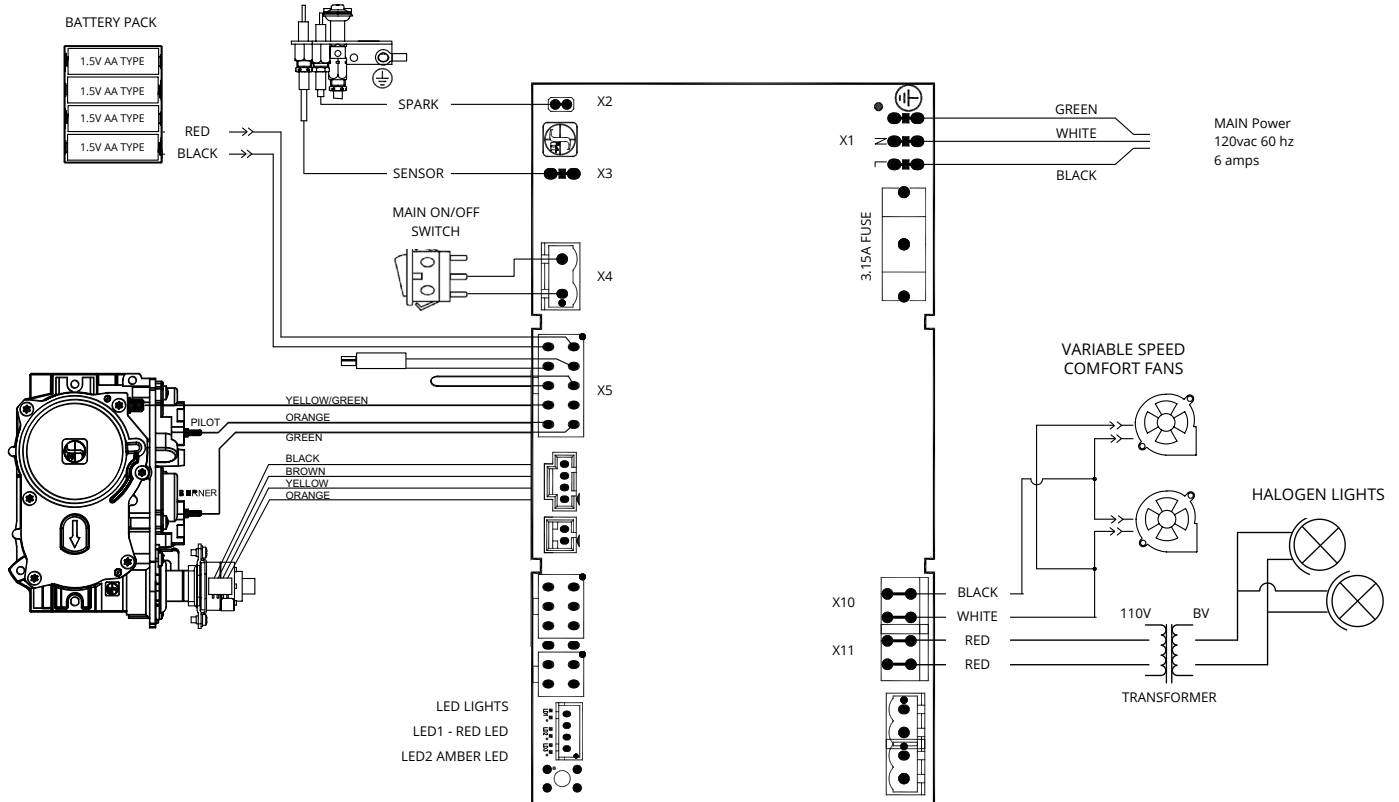 BATTERY PACK
1.5V AA TYPE
1.5V AA TYPE
1.5V AA TYPE
1.5V AA TYPE
RED
BLACK
SPARK
X2
SENSOR
X3
MAIN ON/OFF
SWITCH
X4
X5
YELLOW/GREEN
PILOT
ORANGE
GREEN
BLACK
BROWN
YELLOW
ORANGE
LED LIGHTS
LED1 - RED LED
LED2 AMBER LED
X1
N
L
GREEN
WHITE
BLACK
MAIN Power
120vac 60 hz
6 amps
3.15A FUSE
VARIABLE SPEED
COMFORT FANS
HALOGEN LIGHTS
X10
BLACK
WHITE
X11
RED
RED
110V
BV
TRANSFORMER